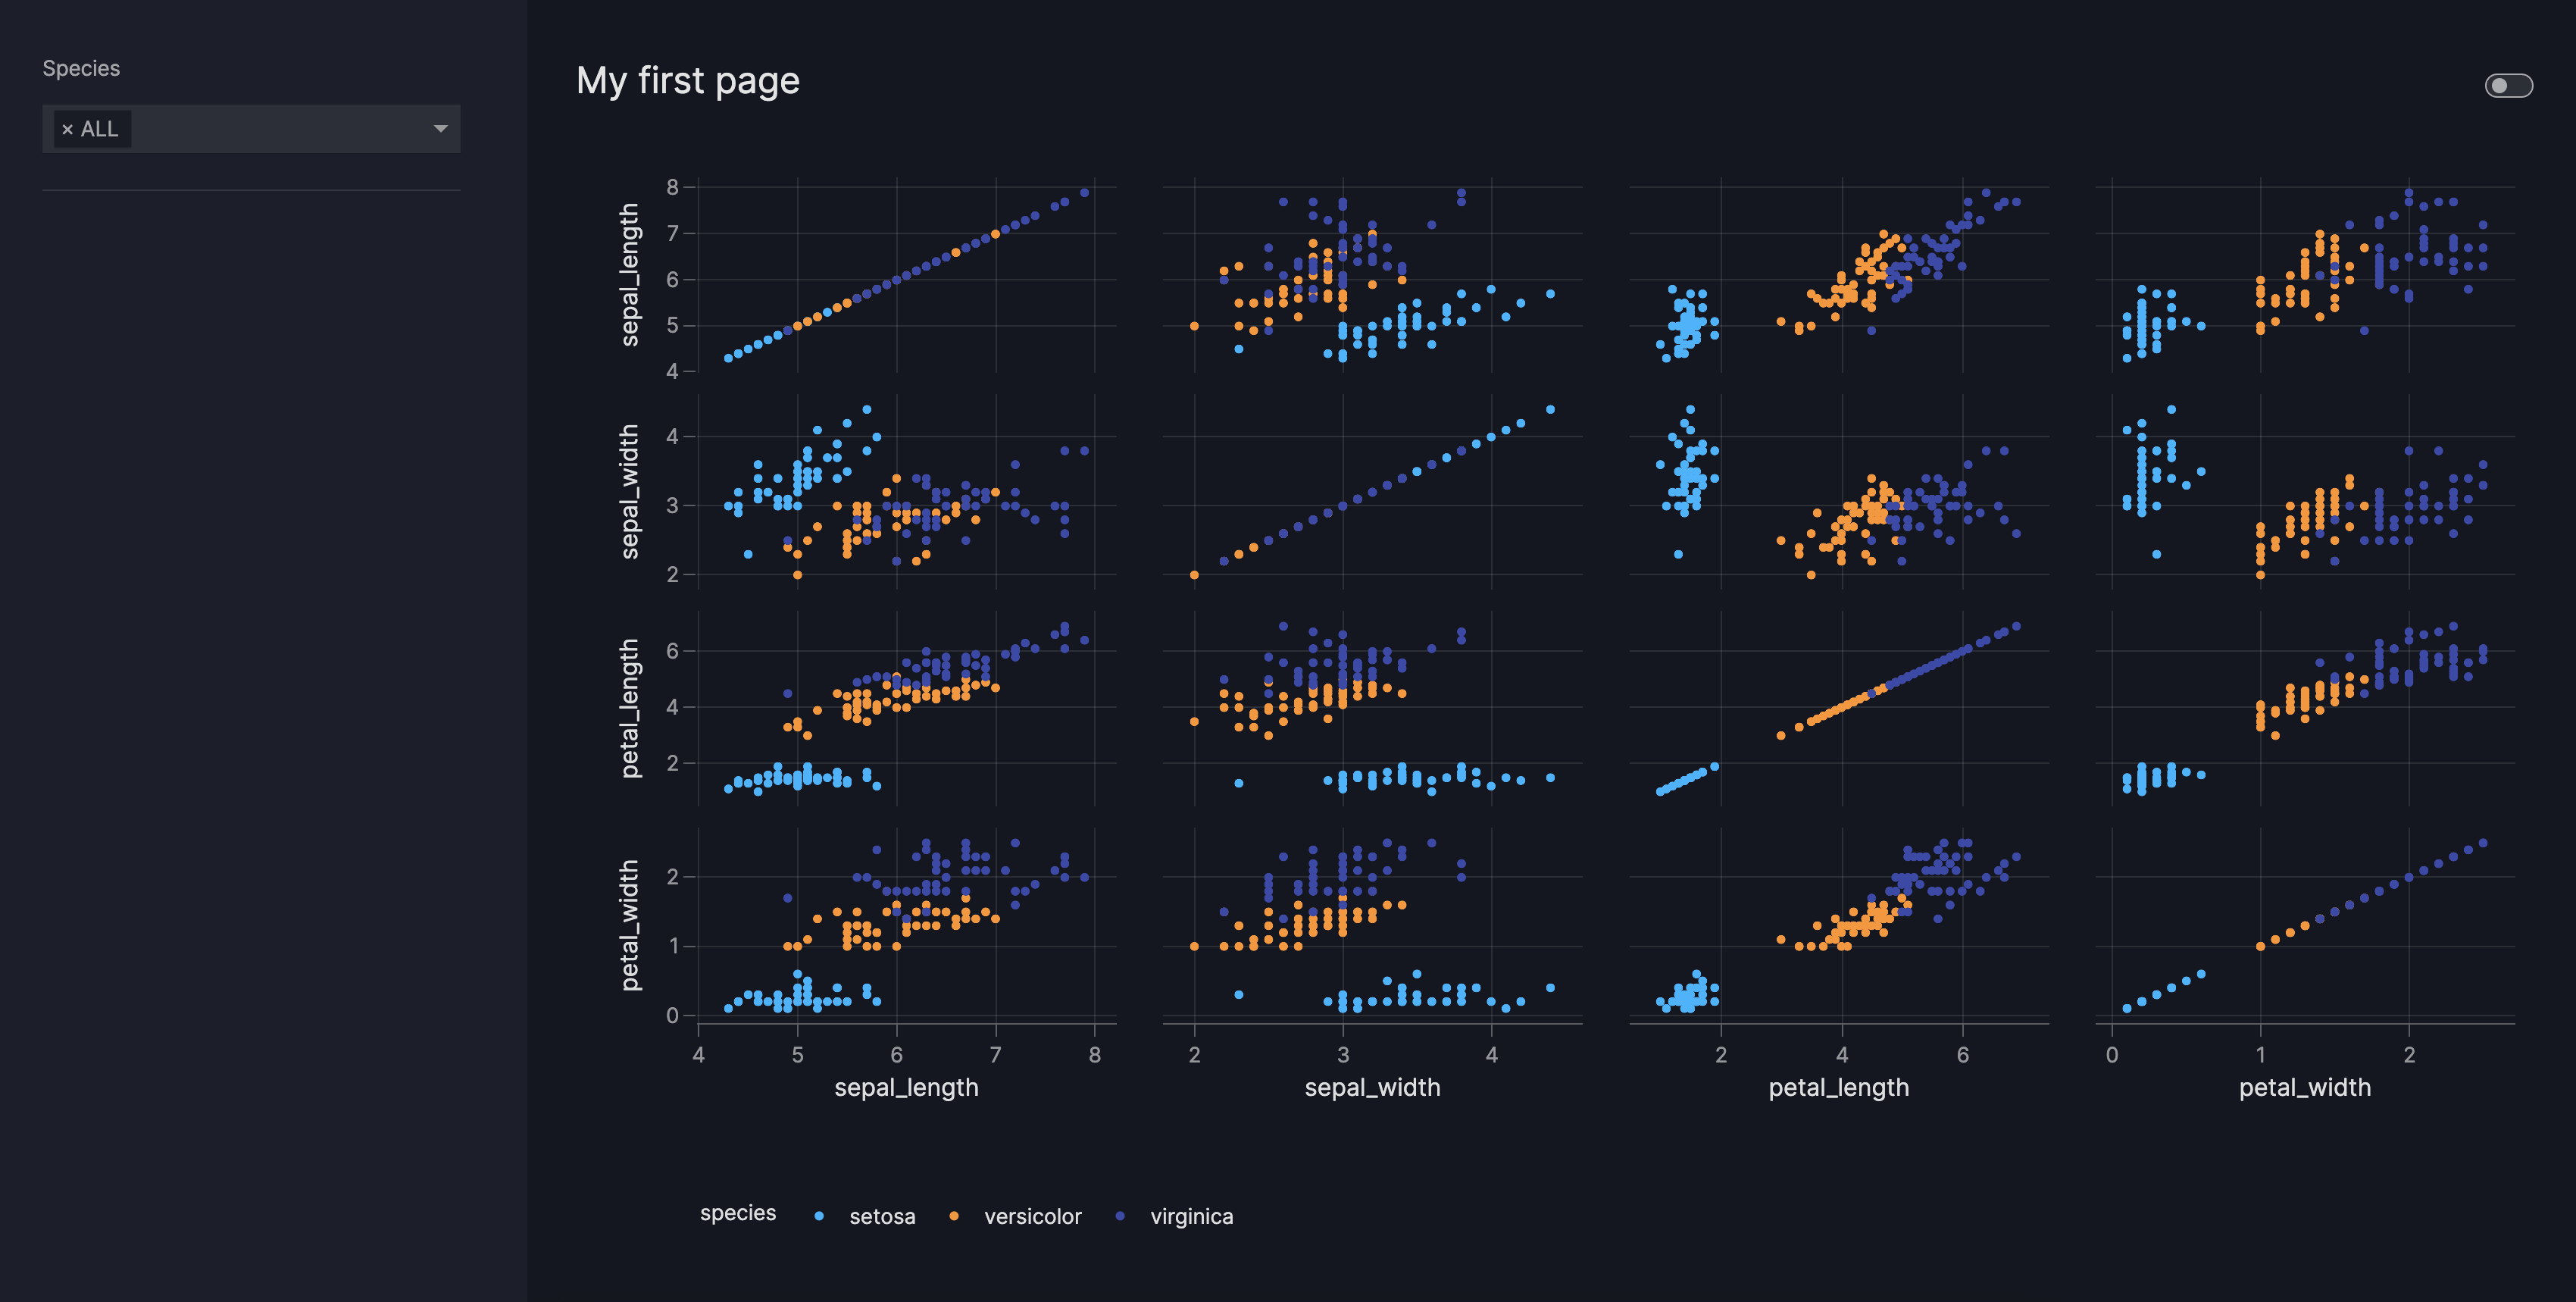 Species
× ALL
My first page
sepal_length
8
7
6
5
4
sepal_width
4
3
2
petal_length
6
4
2
petal_width
2
1
0
4 5 6 7 8
2 3 4
2 4 6
0 1 2
sepal_length
sepal_width
petal_length
petal_width
species setosa versicolor virginica